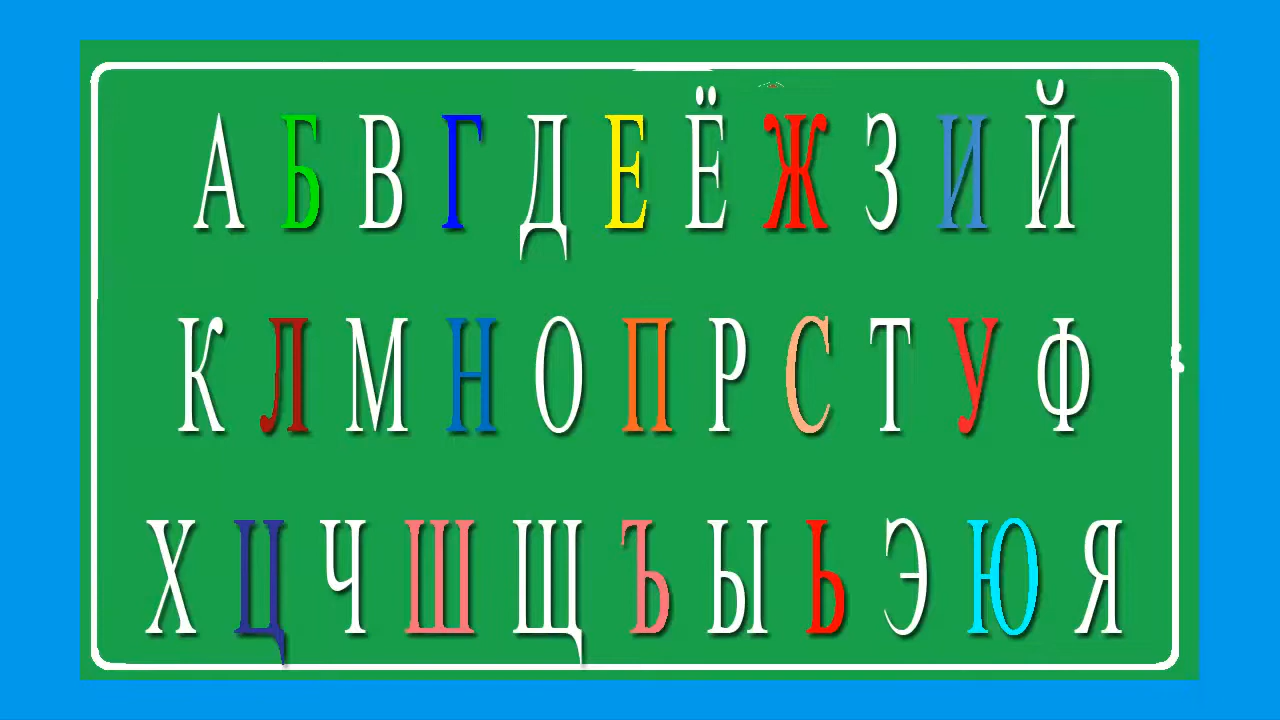 А Б В Г Д Е Ё Ж З И Й
К Л М Н О П Р С Т У Ф
Х Ц Ч Ш Щ Ъ Ы Ь Э Ю Я